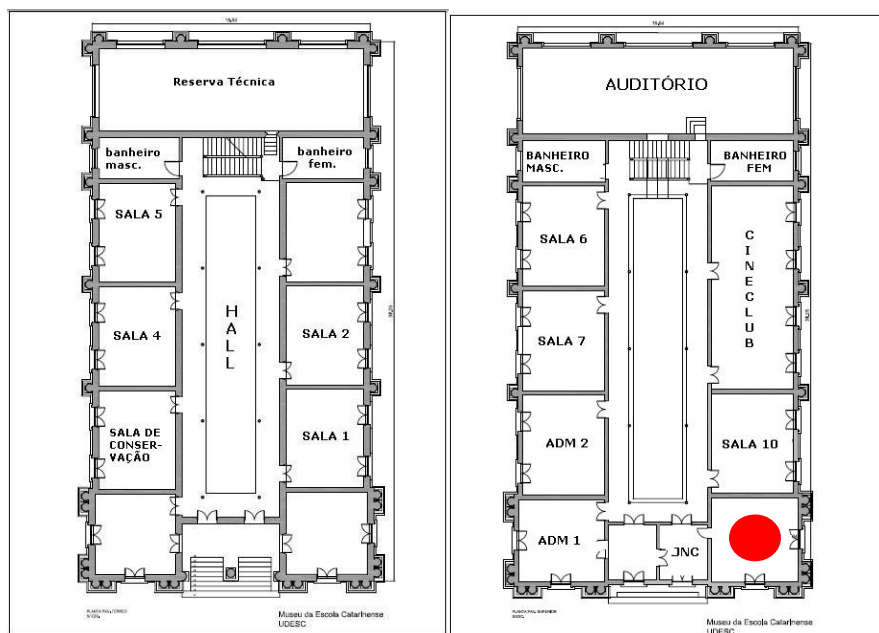 Reserva Técnica
banheiro
masc.
banheiro
fem.
SALA 5
HALL
SALA 4
SALA 2
SALA DE
CONSER-
VAÇÃO
SALA 1
Museu da Escola Catarinense
UDESC
AUDITÓRIO
BANHEIRO
MASC.
BANHEIRO
FEM
SALA 6
CINECLUB
SALA 7
ADM 2
SALA 10
ADM 1
JNC
Museu da Escola Catarinense
UDESC